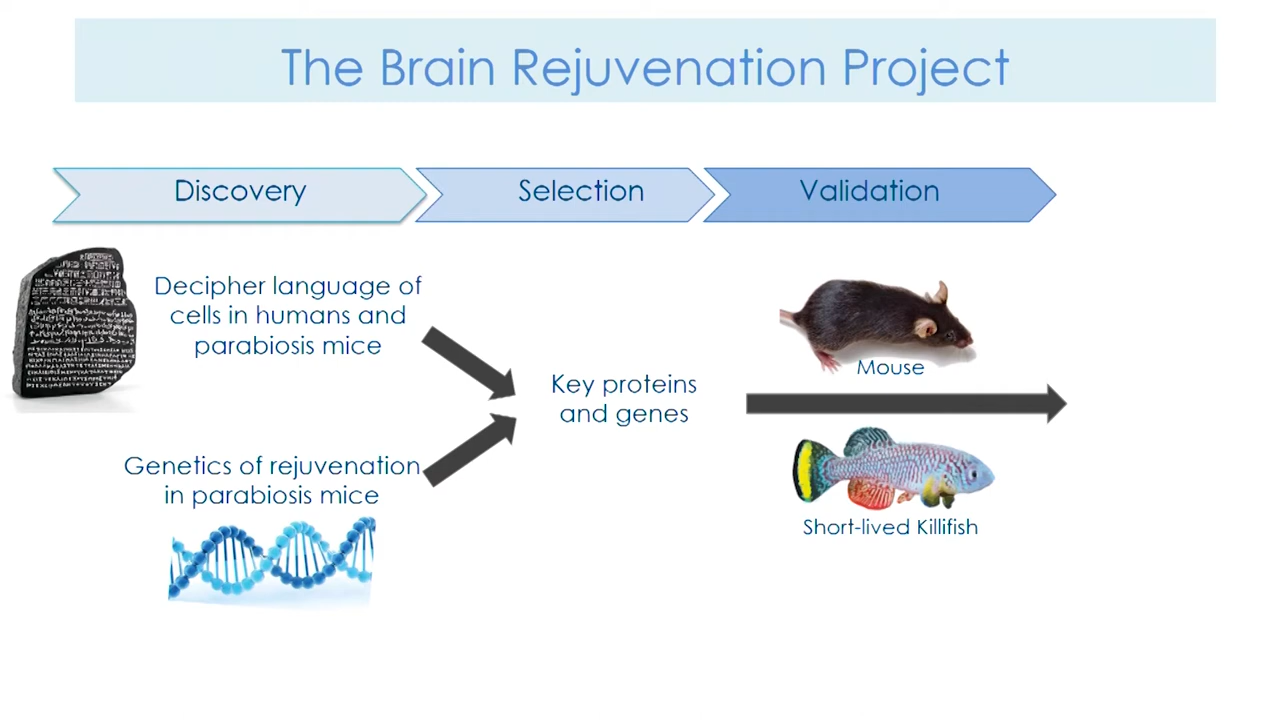 The Brain Rejuvenation Project
Discovery
Selection
Validation
Decipher language of
cells in humans and
parabiosis mice
Genetics of rejuvenation
in parabiosis mice
Key proteins
and genes
Mouse
Short-lived Killifish